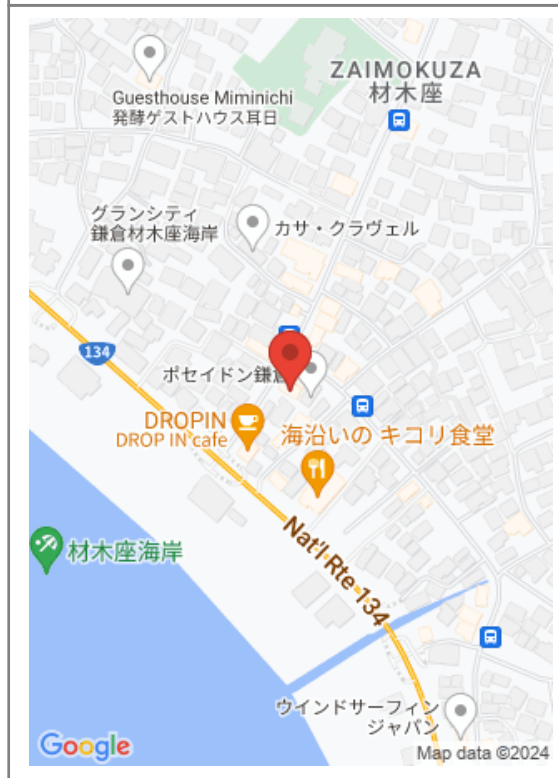 ZAIMOKUZA
材木座
Guesthouse Miminichi
発酵ゲストハウス耳日
グランシティ
鎌倉材木座海岸
カサ・クラヴェル
134
ポセイドン鎌倉
DROPIN
DROP IN cafe
海沿いの キコリ食堂
Nat'l Rte 134
材木座海岸
ウインドサーフィン
ジャパン
Google
Map data ©2024